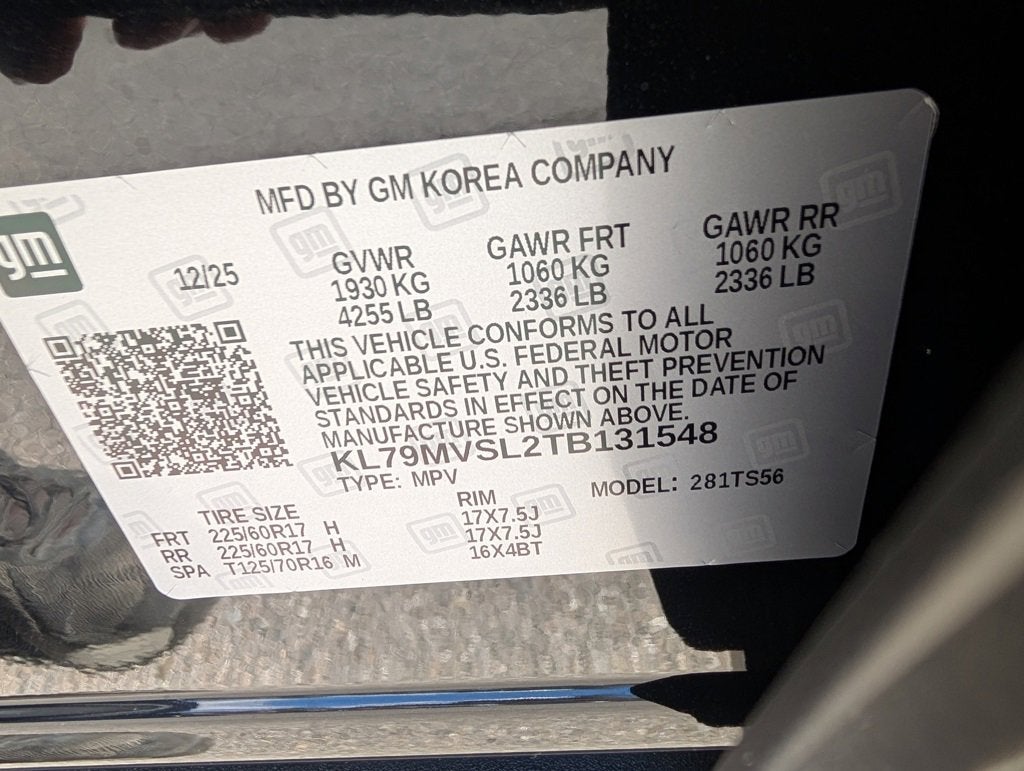 MFD BY GM KOREA COMPANY
gm
12/25
GVWR
1930 KG
4255 LB
GAWR FRT
1060 KG
2336 LB
GAWR RR
1060 KG
2336 LB
THIS VEHICLE CONFORMS TO ALL
APPLICABLE U.S. FEDERAL MOTOR
VEHICLE SAFETY AND THEFT PREVENTION
STANDARDS IN EFFECT ON THE DATE OF
MANUFACTURE SHOWN ABOVE.
KL79MVSL2TB131548
TYPE: MPV MODEL: 281TS56
TIRE SIZE RIM
FRT 225/60R17 H 17X7.5J
RR 225/60R17 H 17X7.5J
SPA T125/70R16 M 16X4BT